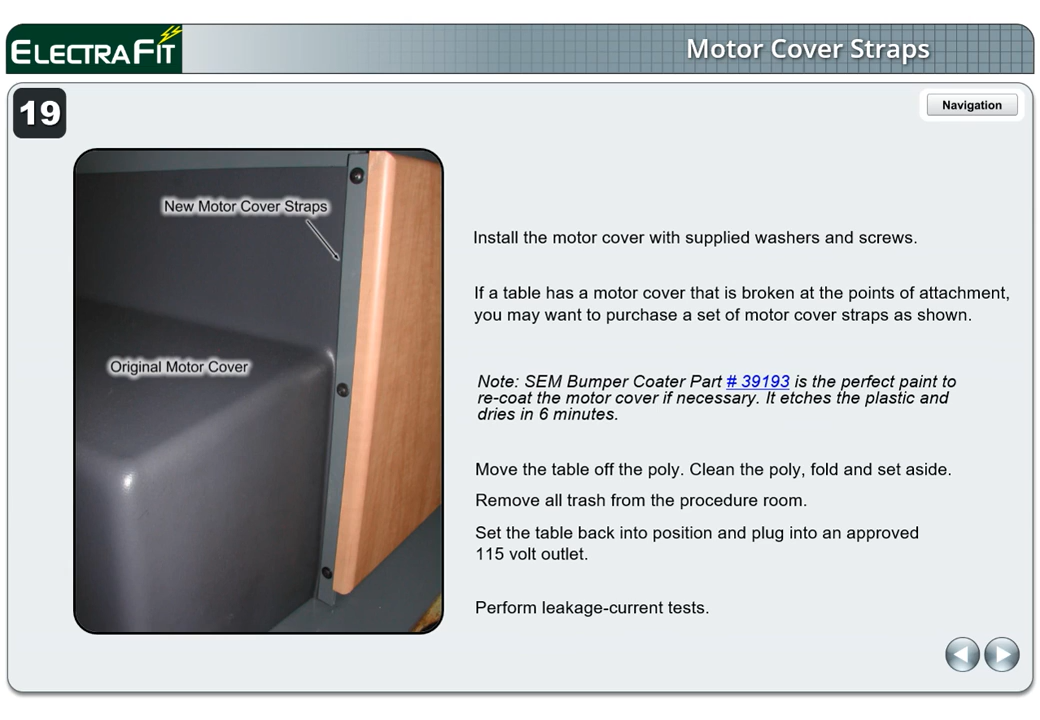 ELECTRAFIT
Motor Cover Straps
19
Navigation
New Motor Cover Straps
Original Motor Cover
Install the motor cover with supplied washers and screws.
If a table has a motor cover that is broken at the points of attachment,
you may want to purchase a set of motor cover straps as shown.
Note: SEM Bumper Coater Part # 39193 is the perfect paint to
re-coat the motor cover if necessary. It etches the plastic and
dries in 6 minutes.
Move the table off the poly. Clean the poly, fold and set aside.
Remove all trash from the procedure room.
Set the table back into position and plug into an approved
115 volt outlet.
Perform leakage-current tests.